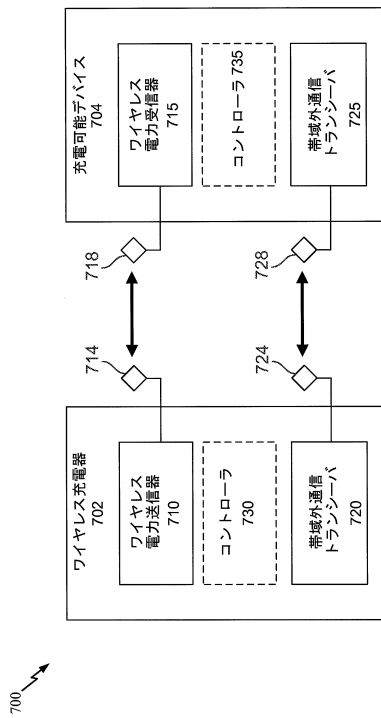 700
ワイヤレス充電器
702
ワイヤレス
電力送信器
710
コントローラ
730
帯域外通信
トランシーバ
720
714
724
718
728
充電可能デバイス
704
ワイヤレス
電力受信器
715
コントローラ 735
帯域外通信
トランシーバ
725